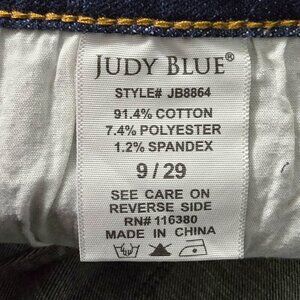 JUDY BLUE®
STYLE# JB8864
91.4% COTTON
7.4% POLYESTER
1.2% SPANDEX
9 / 29
SEE CARE ON
REVERSE SIDE
RN# 116380
MADE IN CHINA